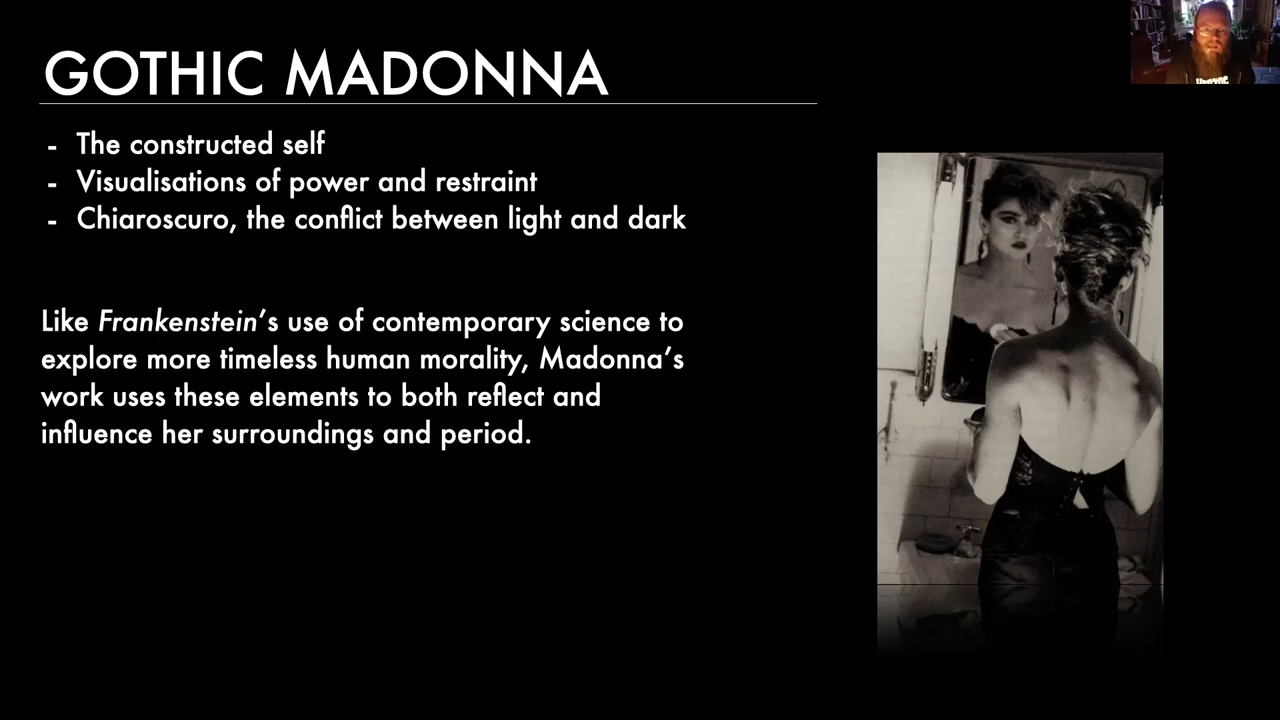 GOTHIC MADONNA
- The constructed self
- Visualisations of power and restraint
- Chiaroscuro, the conflict between light and dark
Like Frankenstein's use of contemporary science to
explore more timeless human morality, Madonna's
work uses these elements to both reflect and
influence her surroundings and period.